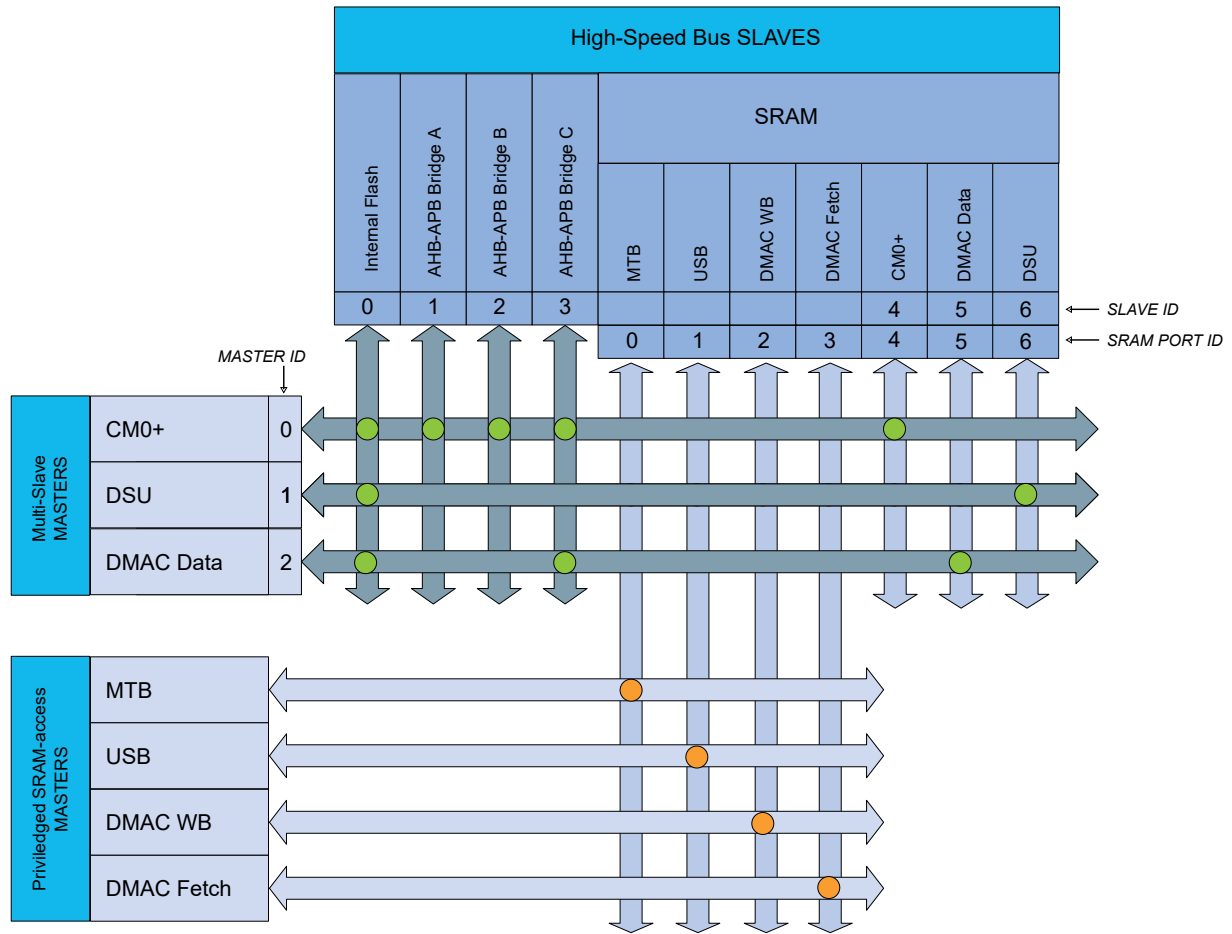 High-Speed Bus SLAVES
SRAM
Internal Flash
AHB-APB Bridge A
AHB-APB Bridge B
AHB-APB Bridge C
MTB
USB
DMAC WB
DMAC Fetch
CM0+
DMAC Data
DSU
0 1 2 3 4 5 6 SLAVE ID
0 1 2 3 4 5 6 SRAM PORT ID
MASTER ID
Multi-Slave
MASTERS
CM0+ 0
DSU 1
DMAC Data 2
Priviledged SRAM-access
MASTERS
MTB
USB
DMAC WB
DMAC Fetch